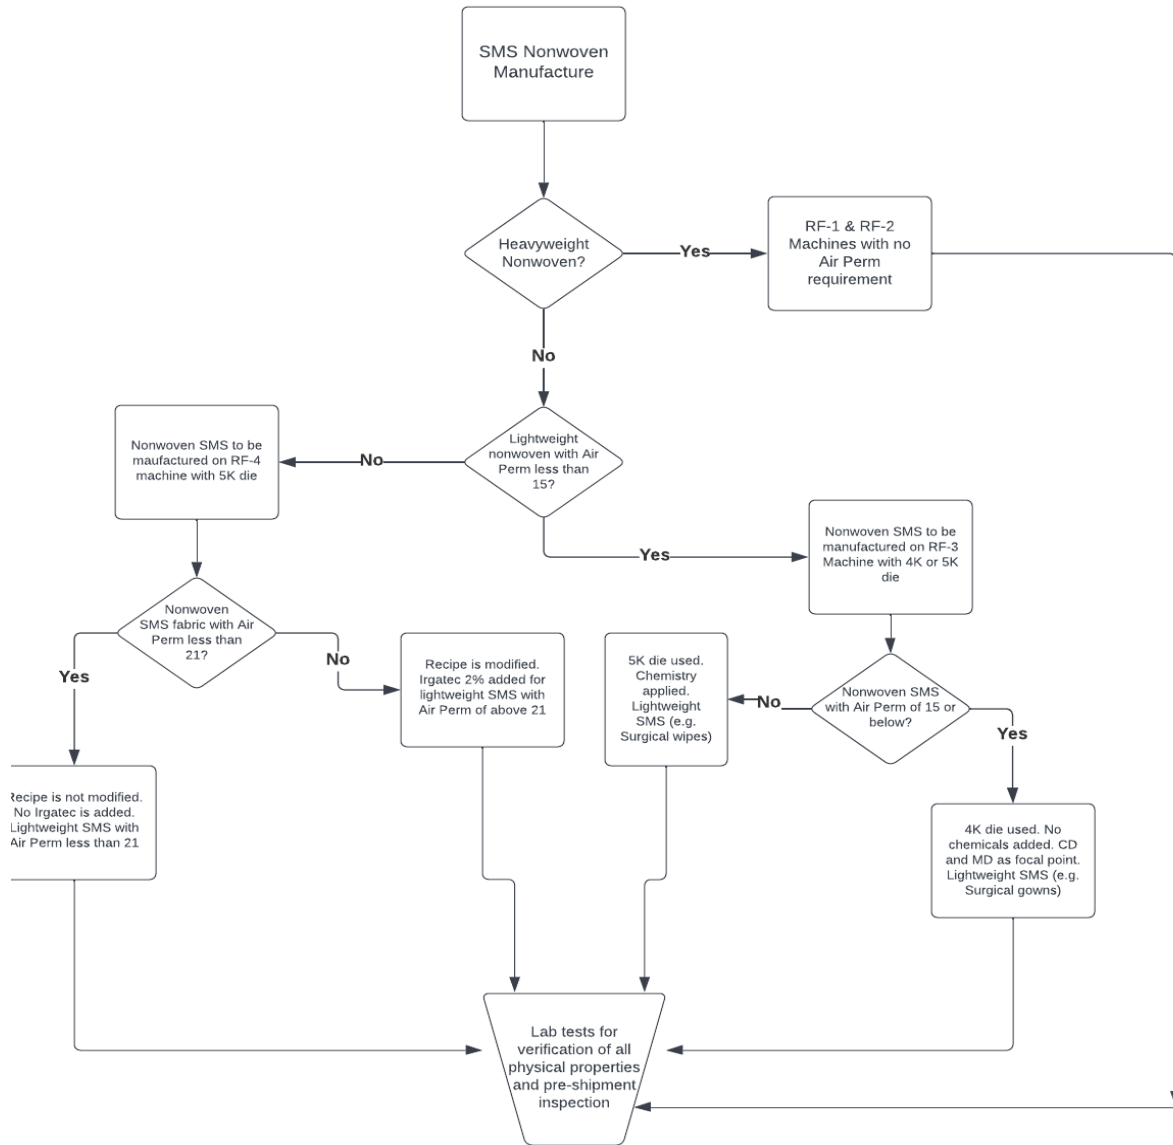 SMS Nonwoven
Manufacture
Heavyweight
Nonwoven?
Yes
RF-1 & RF-2
Machines with no
Air Perm
requirement
No
Lightweight
nonwoven with Air
Perm less than
15?
No
Nonwoven SMS to be
maufactured on RF-4
machine with 5K die
Yes
Nonwoven SMS to be
manufactured on RF-3
Machine with 4K or 5K
die
Nonwoven
SMS fabric with Air
Perm less than
21?
Yes
No
Recipe is modified.
Irgatec 2% added for
lightweight SMS with
Air Perm of above 21
5K die used.
Chemistry
applied.
Lightweight
SMS (e.g.
Surgical wipes)
No
Nonwoven SMS
with Air Perm of 15 or
below?
Yes
Recipe is not modified.
No Irgatec is added.
Lightweight SMS with
Air Perm less than 21
4K die used. No
chemicals added. CD
and MD as focal point.
Lightweight SMS (e.g.
Surgical gowns)
Lab tests for
verification of all
physical properties
and pre-shipment
inspection